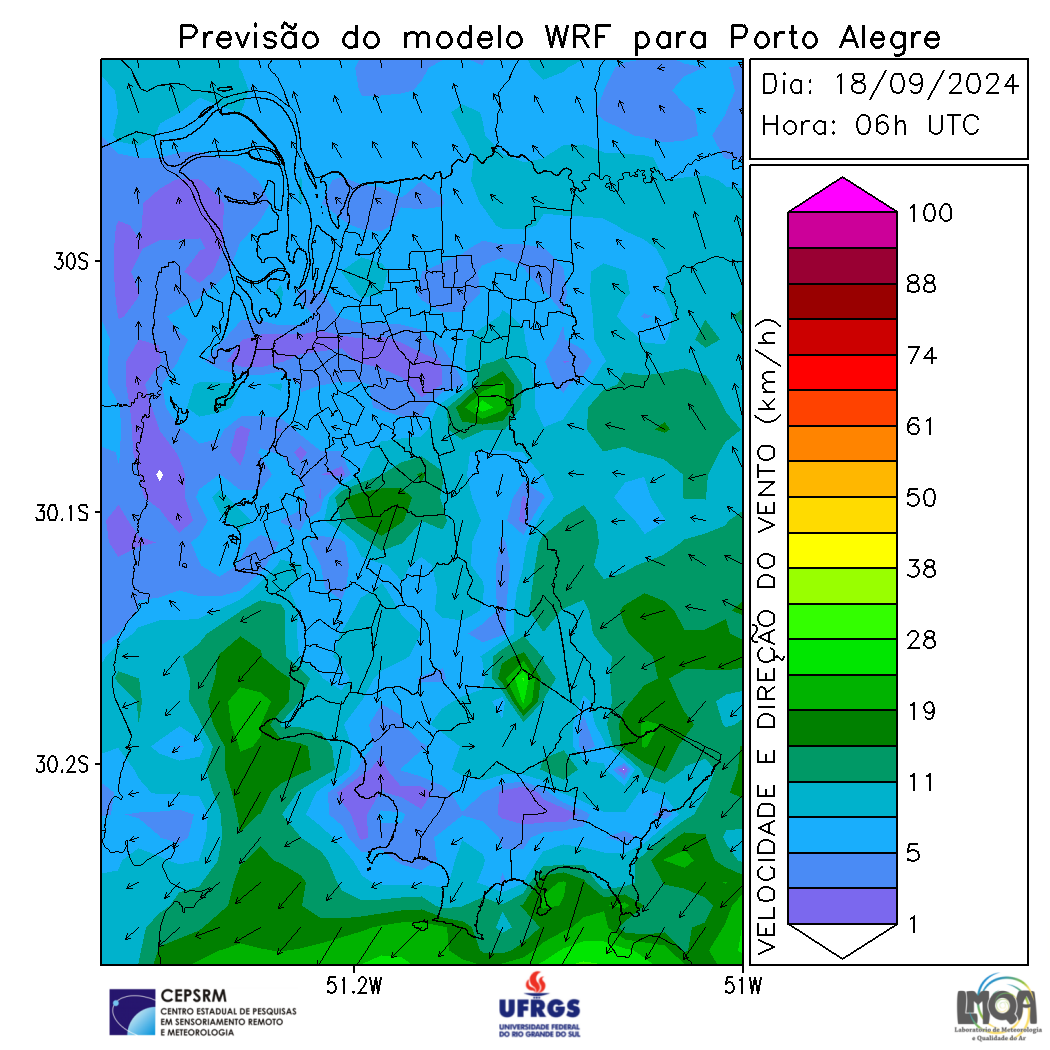 Previsão do modelo WRF para Porto Alegre
Dia: 18/09/2024
Hora: 06h UTC
30S
30.1S
30.2S
51.2W
51W
VELOCIDADE E DIREÇÃO DO VENTO (km/h)
100
88
74
61
50
38
28
19
11
5
1
CEPSRM
CENTRO ESTADUAL DE PESQUISAS
EM SENSORIAMENTO REMOTO
E METEOROLOGIA
UFRGS
UNIVERSIDADE FEDERAL
DO RIO GRANDE DO SUL
LMQA
Laboratório de Meteorologia
e Qualidade do Ar